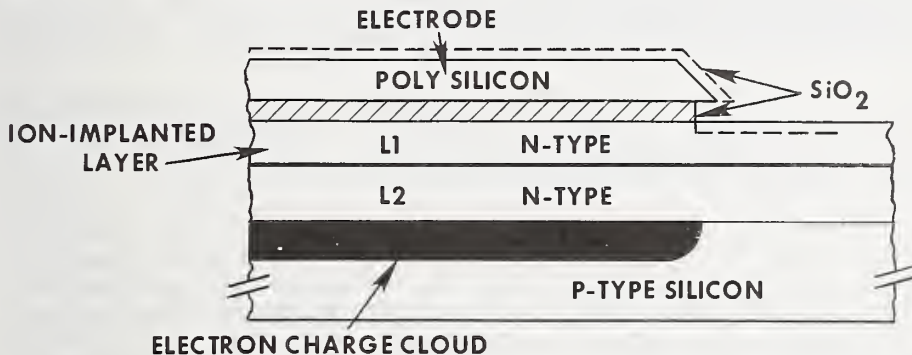 ELECTRODE
POLY SILICON
SiO2
ION-IMPLANTED
LAYER
L1 N-TYPE
L2 N-TYPE
P-TYPE SILICON
ELECTRON CHARGE CLOUD